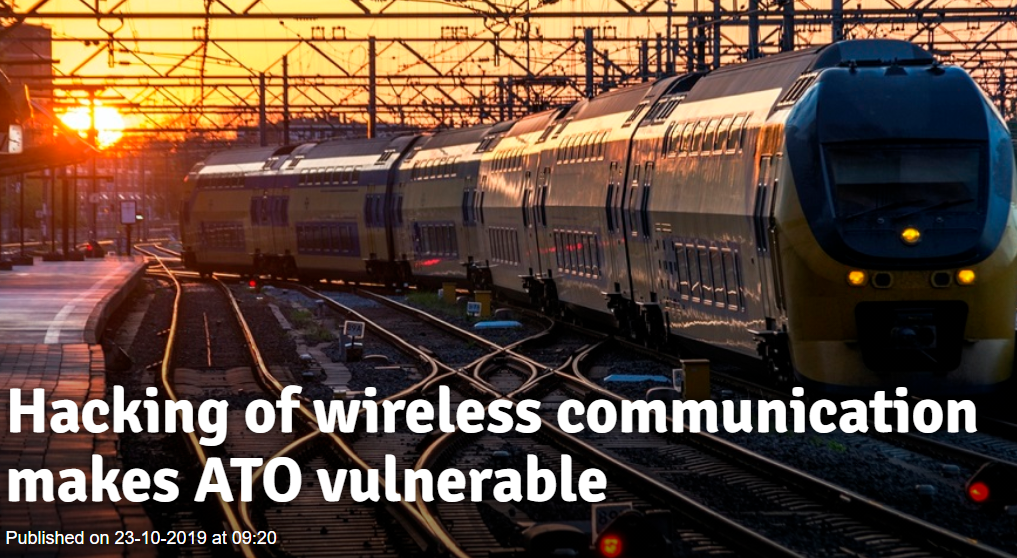 Hacking of wireless communication
makes ATO vulnerable
Published on 23-10-2019 at 09:20